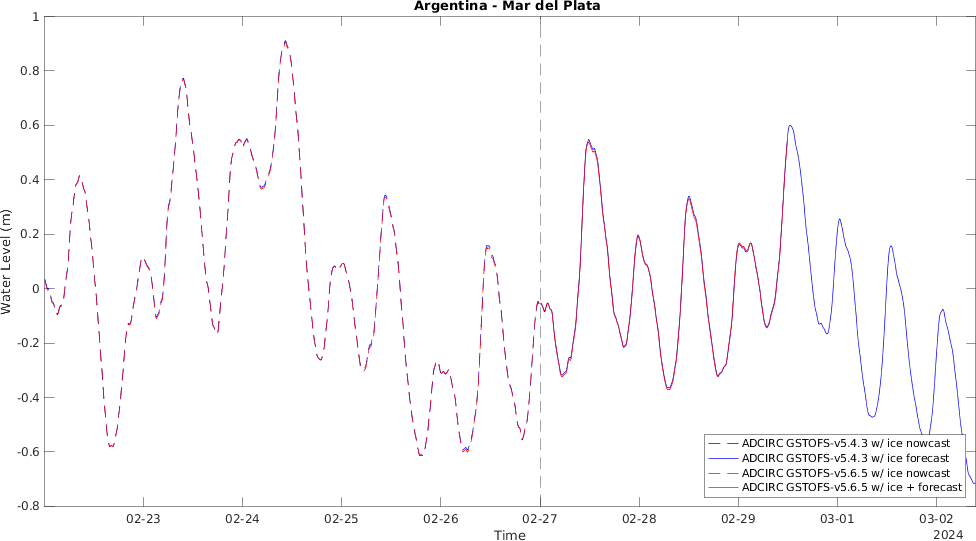 Argentina - Mar del Plata
Water Level (m)
1
0.8
0.6
0.4
0.2
0
-0.2
-0.4
-0.6
-0.8
ADCIRC GSTOFS-v5.4.3 w/ ice nowcast
ADCIRC GSTOFS-v5.4.3 w/ ice forecast
ADCIRC GSTOFS-v5.6.5 w/ ice nowcast
ADCIRC GSTOFS-v5.6.5 w/ ice + forecast
02-23 02-24 02-25 02-26 02-27 02-28 02-29 03-01 03-02
Time 2024